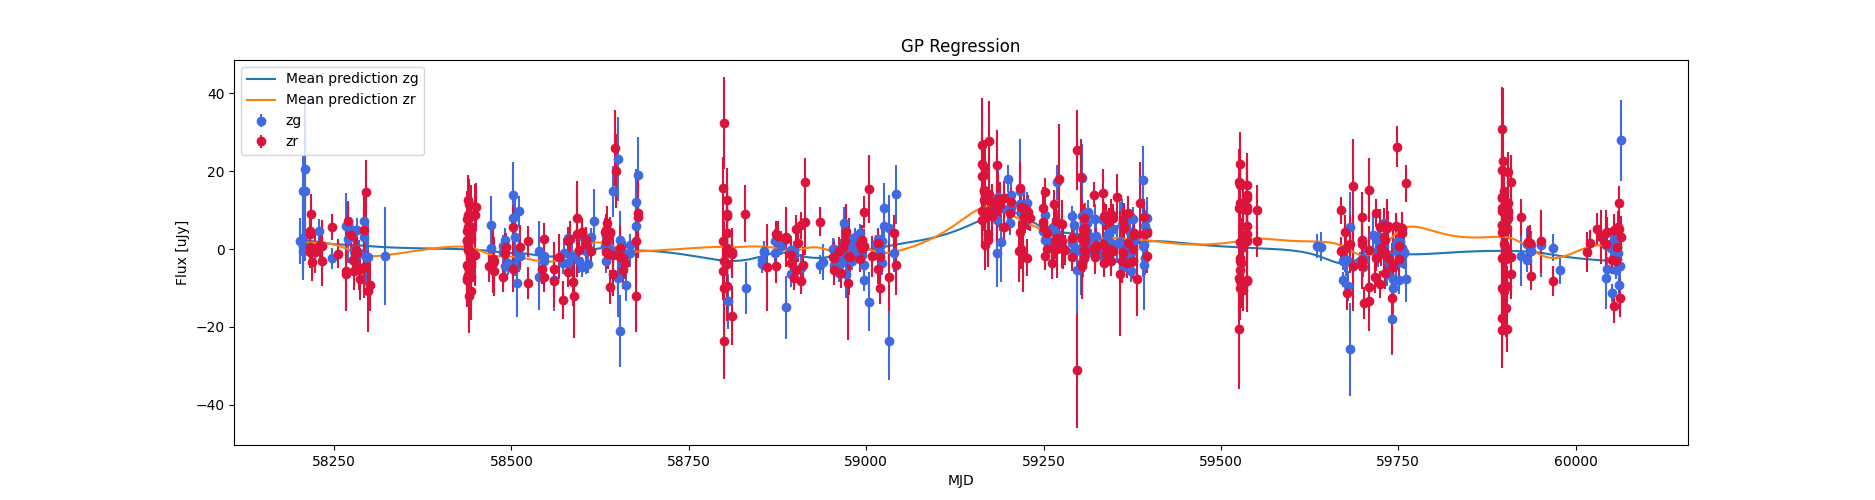 GP Regression
Mean prediction zg
Mean prediction zr
zg
zr
Flux [uJy]
40
20
0
−20
−40
58250
58500
58750
59000
59250
59500
59750
60000
MJD